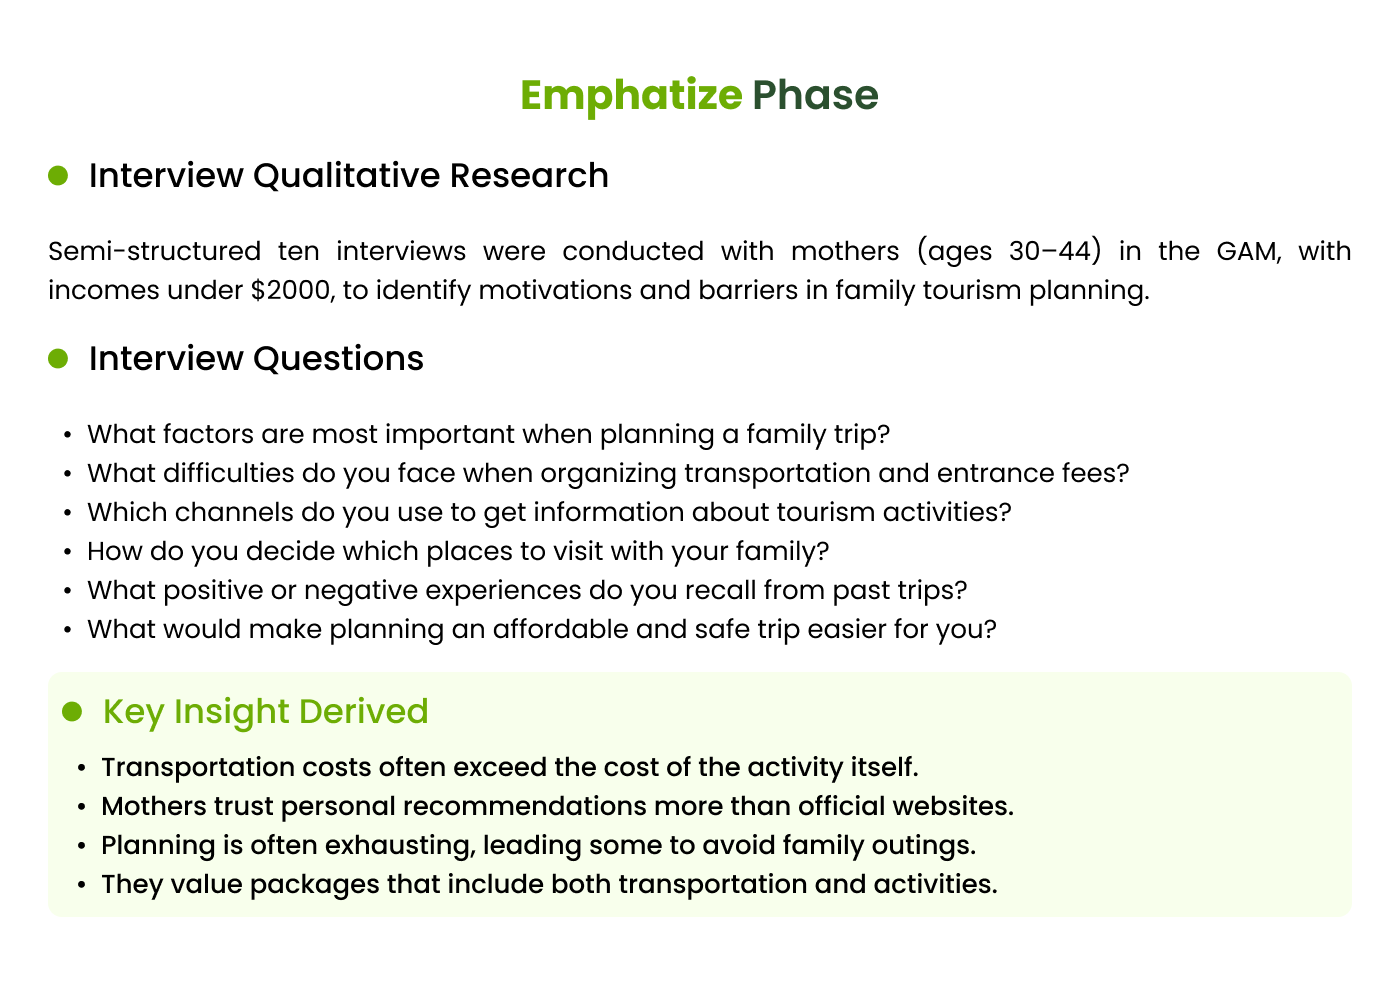 Emphatize Phase
Interview Qualitative Research
Semi-structured ten interviews were conducted with mothers (ages 30–44) in the GAM, with
incomes under $2000, to identify motivations and barriers in family tourism planning.
Interview Questions
• What factors are most important when planning a family trip?
• What difficulties do you face when organizing transportation and entrance fees?
• Which channels do you use to get information about tourism activities?
• How do you decide which places to visit with your family?
• What positive or negative experiences do you recall from past trips?
• What would make planning an affordable and safe trip easier for you?
Key Insight Derived
• Transportation costs often exceed the cost of the activity itself.
• Mothers trust personal recommendations more than official websites.
• Planning is often exhausting, leading some to avoid family outings.
• They value packages that include both transportation and activities.